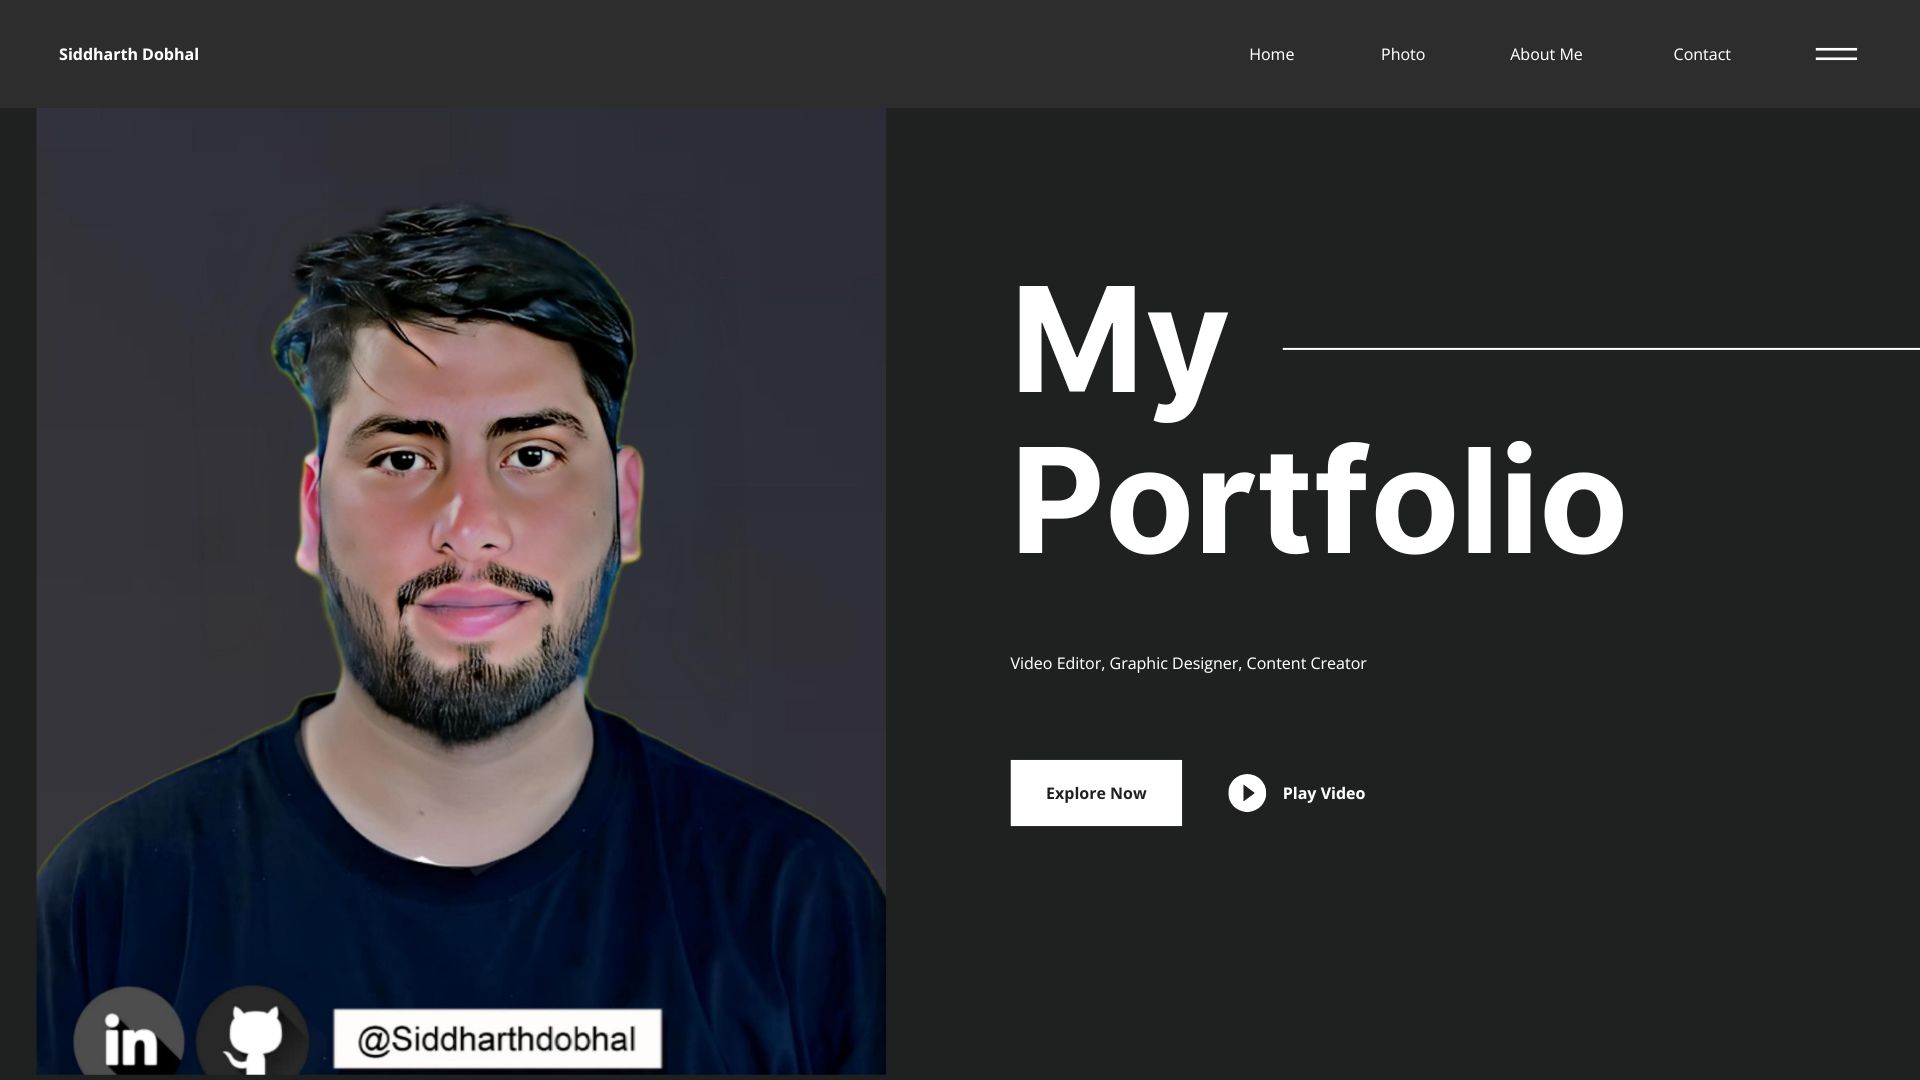 Siddharth Dobhal
Home
Photo
About Me
Contact
My
Portfolio
Video Editor, Graphic Designer, Content Creator
Explore Now
Play Video
in
@Siddharthdobhal